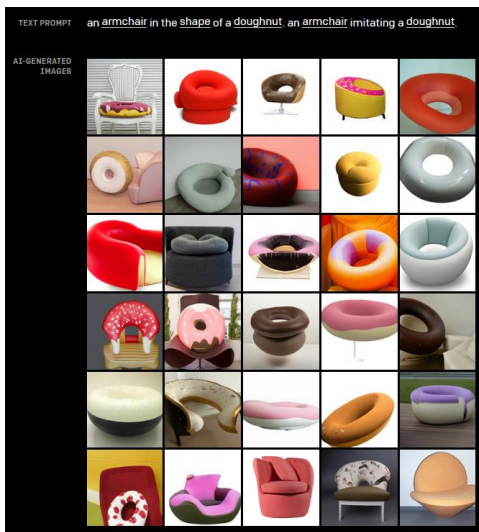 TEXT PROMPT
an armchair in the shape of a doughnut. an armchair imitating a doughnut.
AI-GENERATED
IMAGES